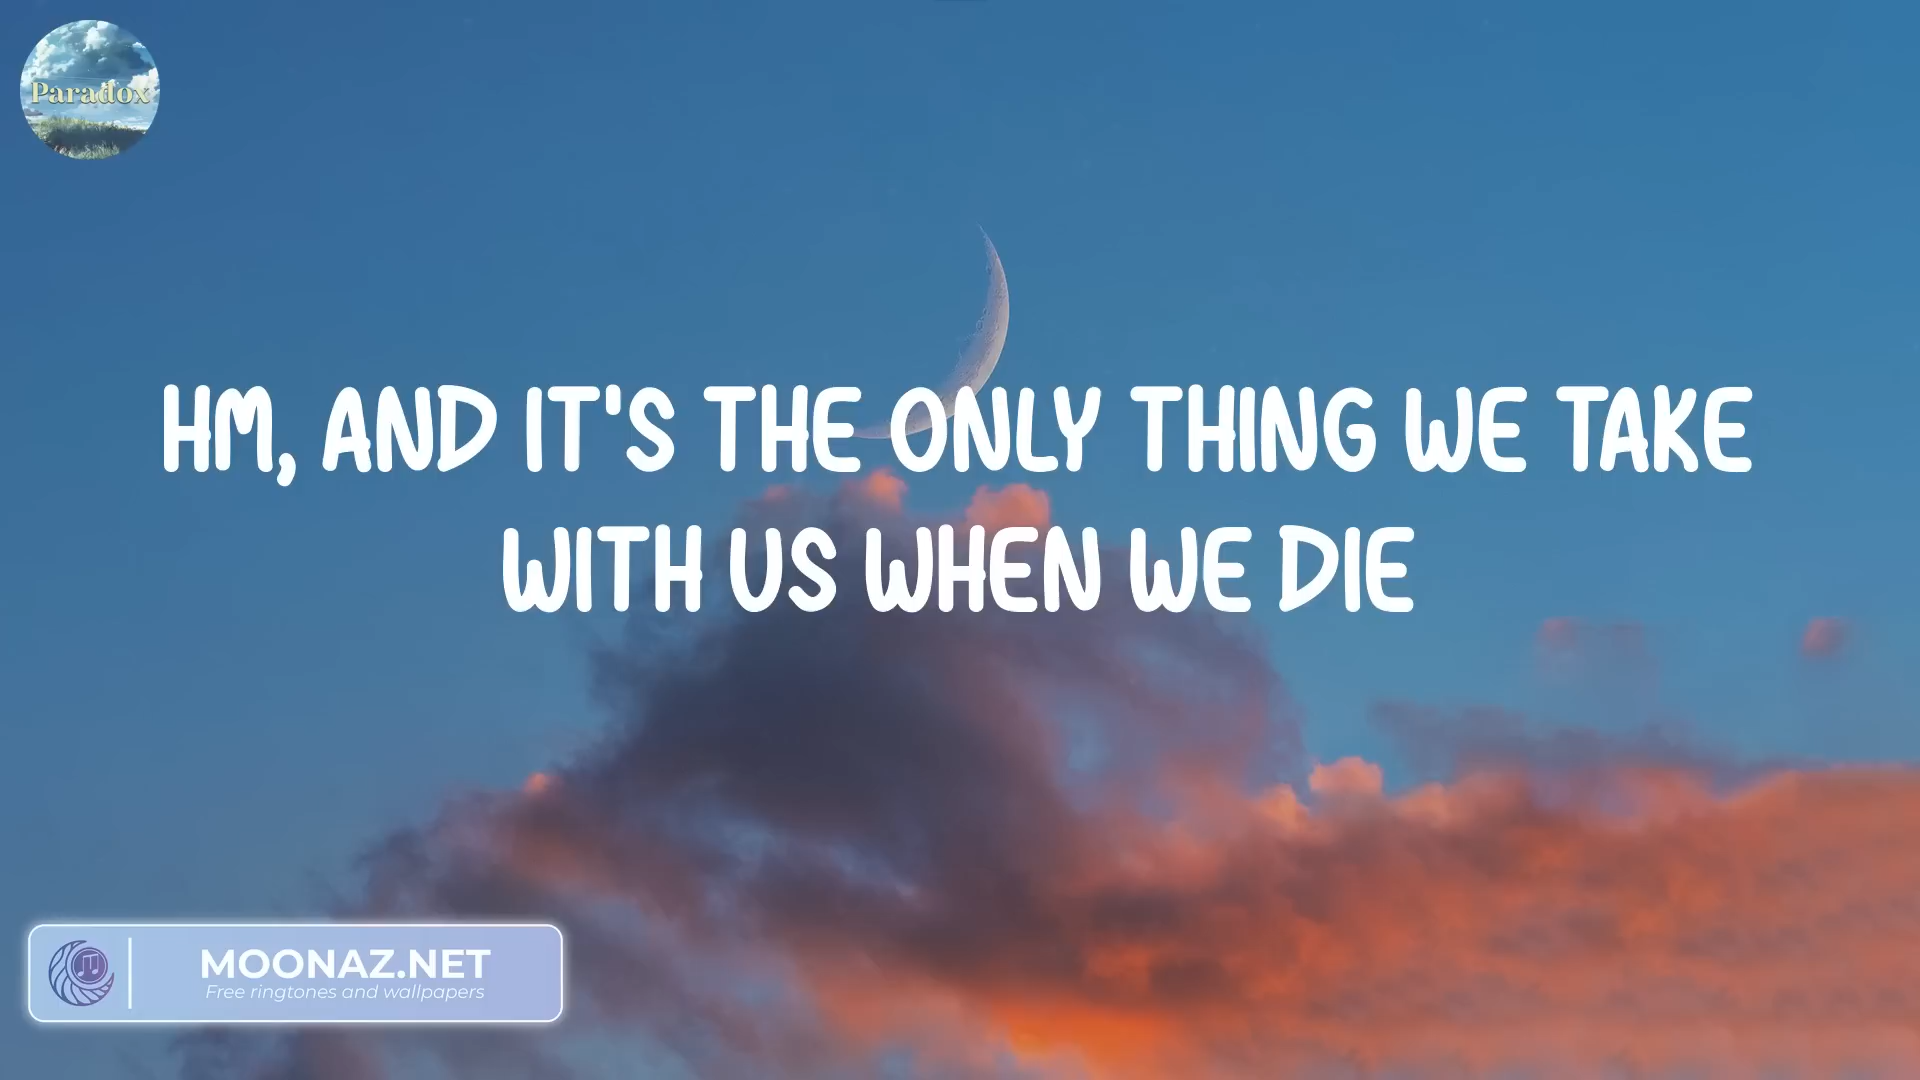 Paradox
HM, AND IT'S THE ONLY THING WE TAKE
WITH US WHEN WE DIE
MOONAZ.NET
Free ringtones and wallpapers